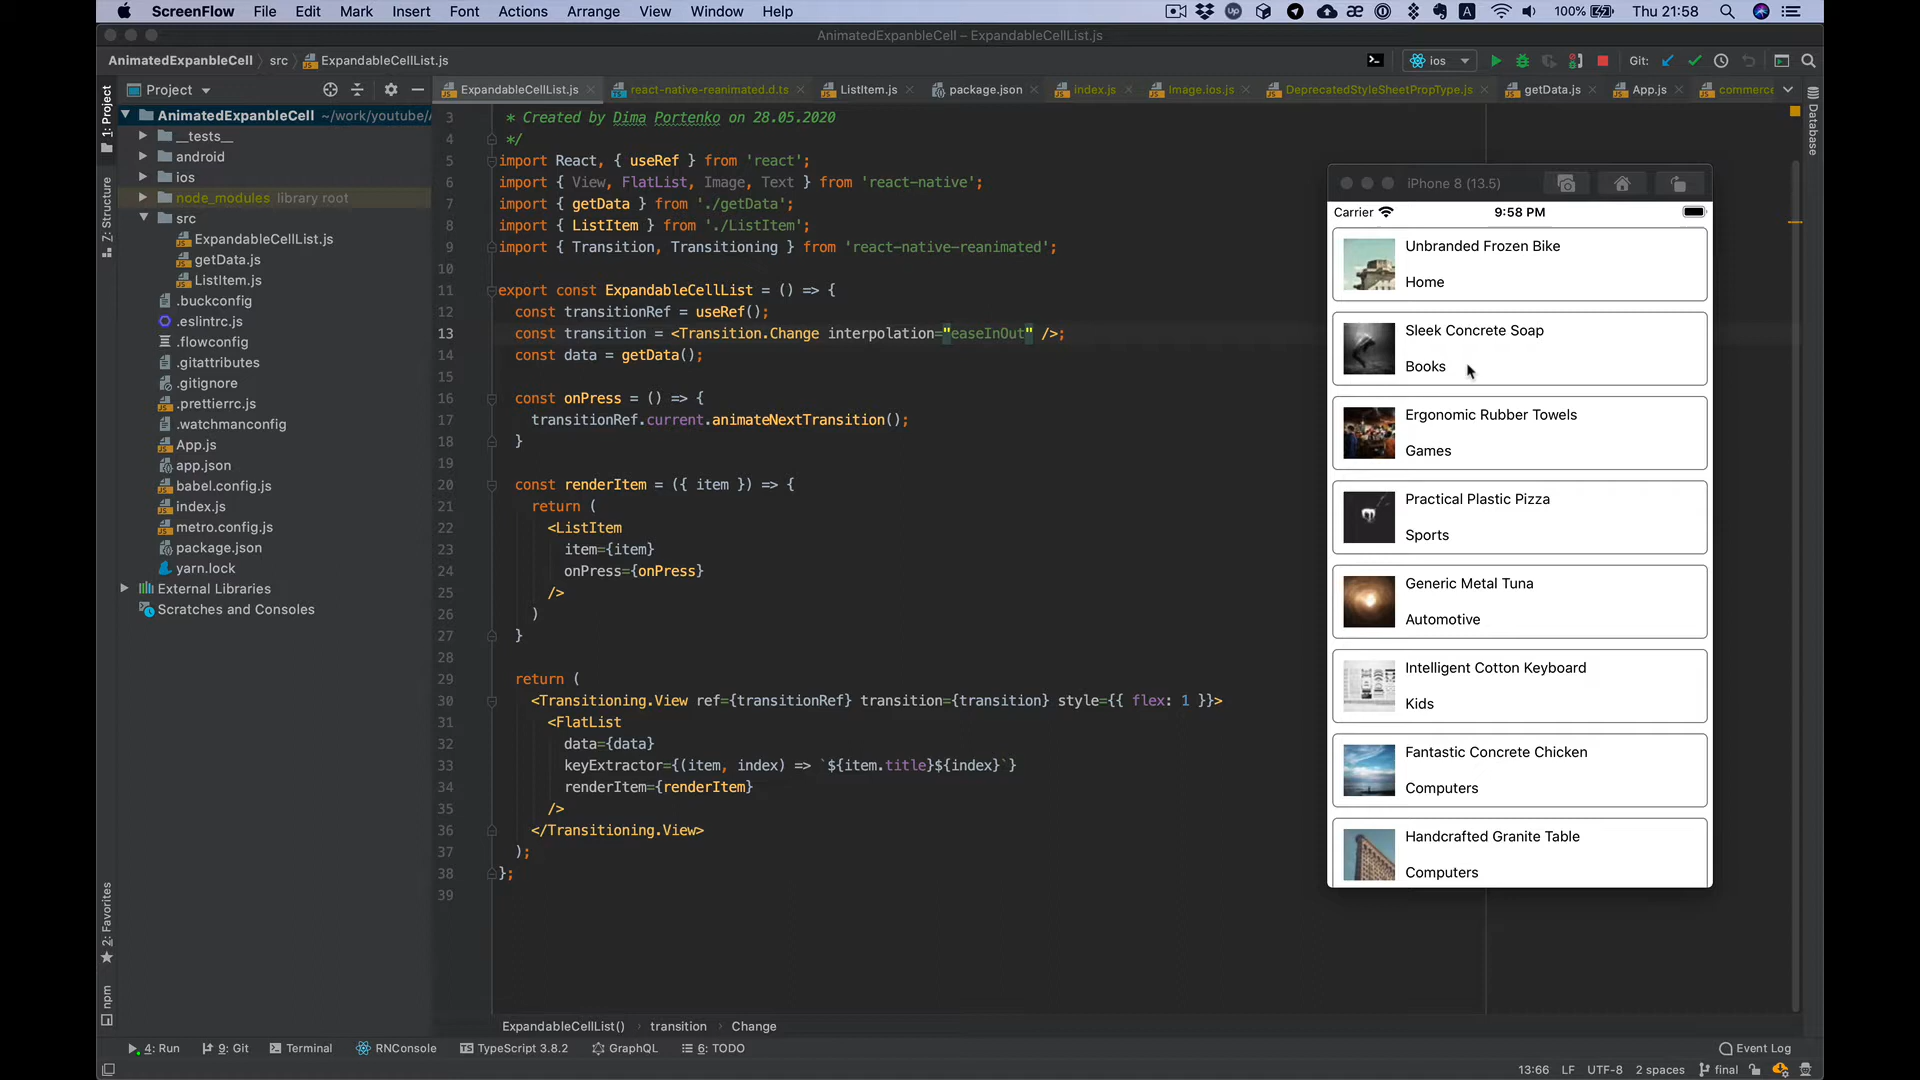 ScreenFlow File Edit Mark Insert Font Actions Arrange View Window Help 100% Thu 21:58
AnimatedExpanbleCell – ExpandableCellList.js
AnimatedExpanbleCell › src › ExpandableCellList.js
ios
Git:
1: Project
Z: Structure
2: Favorites
npm
Database
Project
ExpandableCellList.js
react-native-reanimated.d.ts
ListItem.js
package.json
index.js
Image.ios.js
DeprecatedStyleSheetPropType.js
getData.js
App.js
commerce
AnimatedExpanbleCell ~/work/youtube/
__tests__
android
ios
node_modules library root
src
ExpandableCellList.js
getData.js
ListItem.js
.buckconfig
.eslintrc.js
.flowconfig
.gitattributes
.gitignore
.prettierrc.js
.watchmanconfig
App.js
app.json
babel.config.js
index.js
metro.config.js
package.json
yarn.lock
External Libraries
Scratches and Consoles
3 * Created by Dima Portenko on 28.05.2020
4 */
5 import React, { useRef } from 'react';
6 import { View, FlatList, Image, Text } from 'react-native';
7 import { getData } from './getData';
8 import { ListItem } from './ListItem';
9 import { Transition, Transitioning } from 'react-native-reanimated';
10
11 export const ExpandableCellList = () => {
12 const transitionRef = useRef();
13 const transition = <Transition.Change interpolation="easeInOut" />;
14 const data = getData();
15
16 const onPress = () => {
17 transitionRef.current.animateNextTransition();
18 }
19
20 const renderItem = ({ item }) => {
21 return (
22 <ListItem
23 item={item}
24 onPress={onPress}
25 />
26 )
27 }
28
29 return (
30 <Transitioning.View ref={transitionRef} transition={transition} style={{ flex: 1 }}>
31 <FlatList
32 data={data}
33 keyExtractor={(item, index) => `${item.title}${index}`}
34 renderItem={renderItem}
35 />
36 </Transitioning.View>
37 );
38 };
39
iPhone 8 (13.5)
Carrier 9:58 PM
Unbranded Frozen Bike
Home
Sleek Concrete Soap
Books
Ergonomic Rubber Towels
Games
Practical Plastic Pizza
Sports
Generic Metal Tuna
Automotive
Intelligent Cotton Keyboard
Kids
Fantastic Concrete Chicken
Computers
Handcrafted Granite Table
Computers
ExpandableCellList() › transition › Change
4: Run 9: Git Terminal RNConsole TypeScript 3.8.2 GraphQL 6: TODO Event Log
13:66 LF UTF-8 2 spaces final